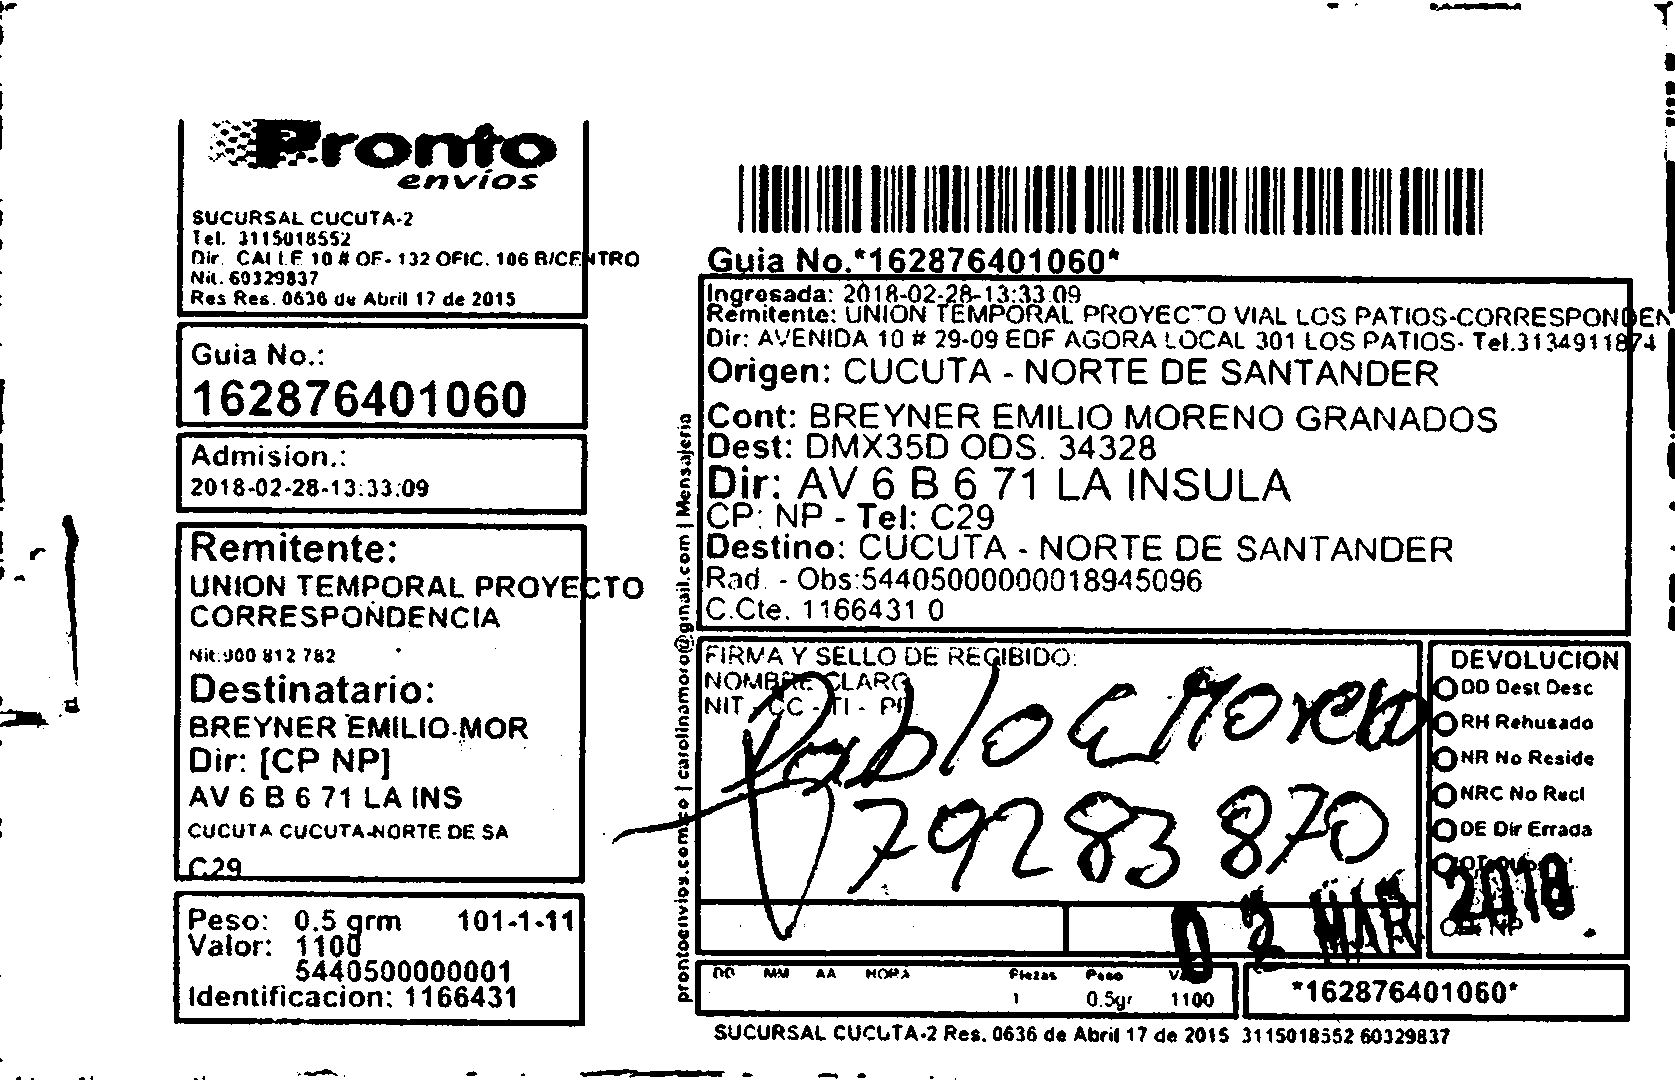 Pronto
envíos
SUCURSAL CUCUTA-2
Tel. 3115018552
Dir. CALLE 10 # OF- 132 OFIC. 106 B/CENTRO
Nit. 60329837
Res Res. 0636 de Abril 17 de 2015
Guia No.:
162876401060
Admision.:
2018-02-28-13:33:09
Remitente:
UNION TEMPORAL PROYECTO
CORRESPONDENCIA
Nit:900 812 782
Destinatario:
BREYNER EMILIO MOR
Dir: [CP NP]
AV 6 B 6 71 LA INS
CUCUTA CUCUTA-NORTE DE SA
C29
Peso: 0.5 grm 101-1-11
Valor: 1100
5440500000001
Identificacion: 1166431
prontoenvios.com.co | carolinamoro@gmail.com | Mensajeria
Guia No.*162876401060*
Ingresada: 2018-02-28-13:33:09
Remitente: UNION TEMPORAL PROYECTO VIAL LOS PATIOS-CORRESPONDEN
Dir: AVENIDA 10 # 29-09 EDF AGORA LOCAL 301 LOS PATIOS- Tel.3134911874
Origen: CUCUTA - NORTE DE SANTANDER
Cont: BREYNER EMILIO MORENO GRANADOS
Dest: DMX35D ODS. 34328
Dir: AV 6 B 6 71 LA INSULA
CP: NP - Tel: C29
Destino: CUCUTA - NORTE DE SANTANDER
Rad. - Obs:54405000000018945096
C.Cte. 1166431 0
FIRMA Y SELLO DE RECIBIDO:
NOMBRE CLARO
NIT - CC - TI - P
Pablo E Moreno
79283870
02 MAR 2018
DEVOLUCION
DD Dest Desc
RH Rehusado
NR No Reside
NRC No Recl
DE Dir Errada
DD MM AA HORA Piezas Peso
1 0.5gr 1100
*162876401060*
SUCURSAL CUCUTA-2 Res. 0636 de Abril 17 de 2015 3115018552 60329837